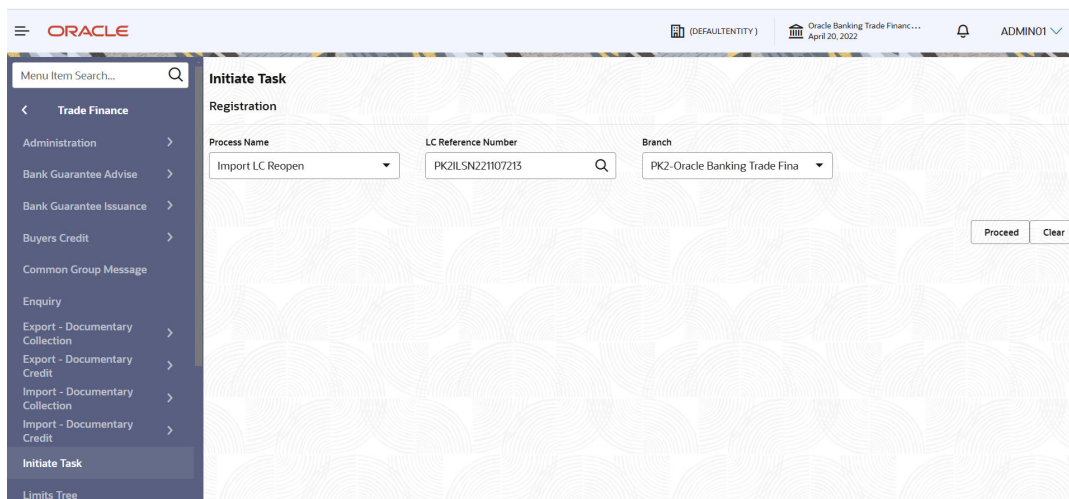 ORACLE
(DEFAULTENTITY)
Oracle Banking Trade Financ...
April 20, 2022
ADMIN01
Menu Item Search...
Trade Finance
Administration
Bank Guarantee Advise
Bank Guarantee Issuance
Buyers Credit
Common Group Message
Enquiry
Export - Documentary
Collection
Export - Documentary
Credit
Import - Documentary
Collection
Import - Documentary
Credit
Initiate Task
Limits Tree
Initiate Task
Registration
Process Name
Import LC Reopen
LC Reference Number
PK2ILSN221107213
Branch
PK2-Oracle Banking Trade Fina
Proceed
Clear